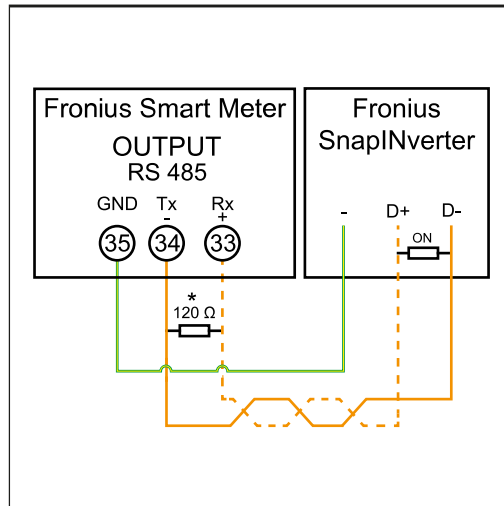 Fronius Smart Meter
OUTPUT
RS 485
GND Tx Rx
- +
35 34 33
*
120 Ω
Fronius
SnapINverter
- D+ D-
ON